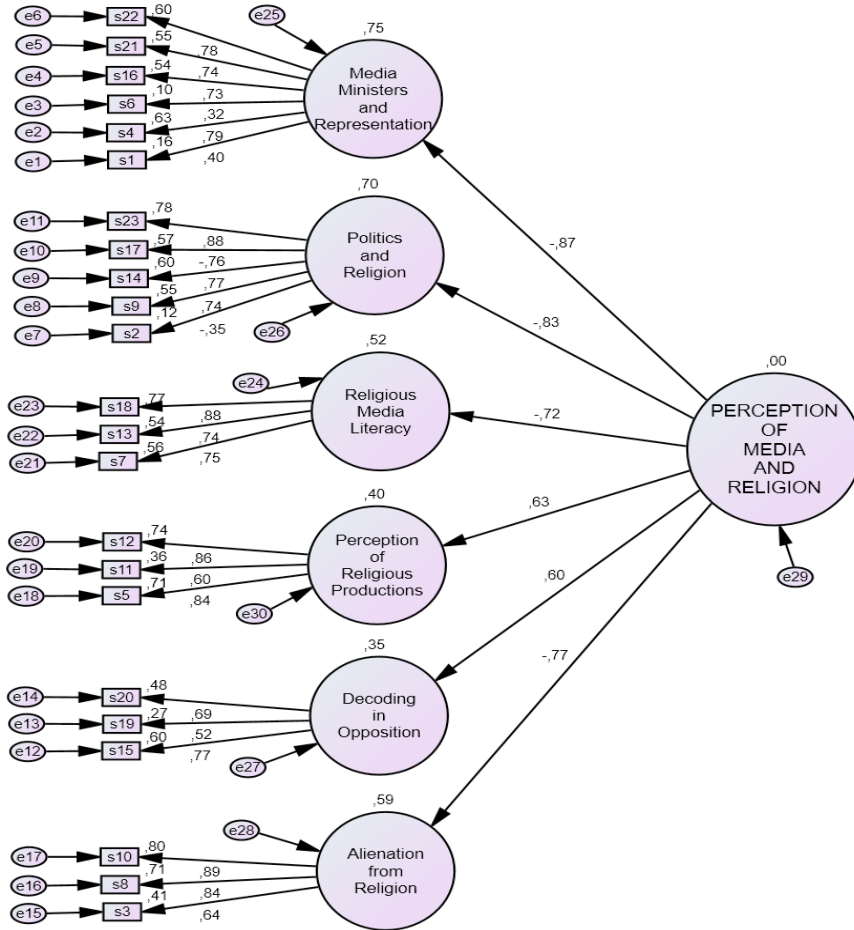 e6 s22 ,60
e5 s21 ,55
e4 s16 ,54
e3 s6 ,10
e2 s4 ,63
e1 s1 ,16
,78
,74
,73
,32
,79
,40
e25
,75
Media
Ministers
and
Representation
e11 s23 ,78
e10 s17 ,57
e9 s14 ,60
e8 s9 ,55
e7 s2 ,12
,88
-,76
,77
,74
-,35
e26
,70
Politics
and
Religion
e23 s18 ,77
e22 s13 ,54
e21 s7 ,56
,88
,74
,75
e24
,52
Religious
Media
Literacy
e20 s12 ,74
e19 s11 ,36
e18 s5 ,71
,86
,60
,84
e30
,40
Perception
of
Religious
Productions
e14 s20 ,48
e13 s19 ,27
e12 s15 ,60
,69
,52
,77
e27
,35
Decoding
in
Opposition
e17 s10 ,80
e16 s8 ,71
e15 s3 ,41
,89
,84
,64
e28
,59
Alienation
from
Religion
-,87
-,83
-,72
,63
,60
-,77
,00
PERCEPTION
OF
MEDIA
AND
RELIGION
e29